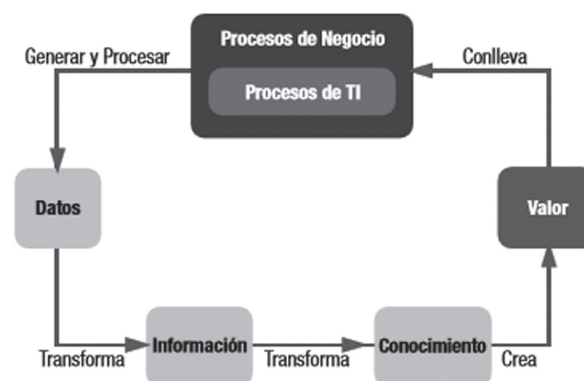 Procesos de Negocio
Generar y Procesar
Conlleva
Procesos de TI
Datos
Valor
Información
Conocimiento
Transforma
Transforma
Crea